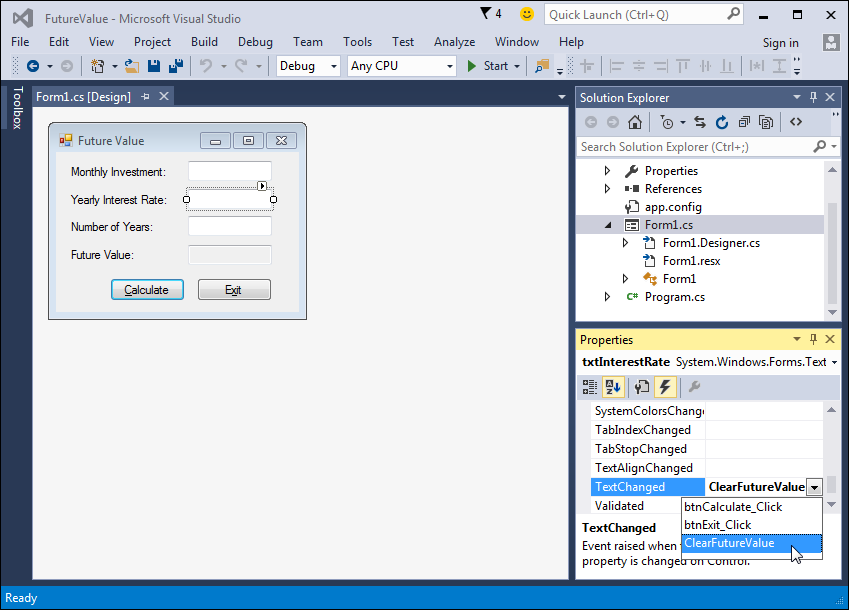 FutureValue - Microsoft Visual Studio
4
Quick Launch (Ctrl+Q)
File Edit View Project Build Debug Team Tools Test Analyze Window Help
Sign in
Debug Any CPU Start
Toolbox
Form1.cs [Design]
Future Value
Monthly Investment:
Yearly Interest Rate:
Number of Years:
Future Value:
Calculate Exit
Solution Explorer
Search Solution Explorer (Ctrl+;)
Properties
References
app.config
Form1.cs
Form1.Designer.cs
Form1.resx
Form1
C# Program.cs
Properties
txtInterestRate System.Windows.Forms.Text
SystemColorsChang
TabIndexChanged
TabStopChanged
TextAlignChanged
TextChanged ClearFutureValue
Validated
btnCalculate_Click
btnExit_Click
ClearFutureValue
TextChanged
Event raised when
property is changed on Control.
Ready